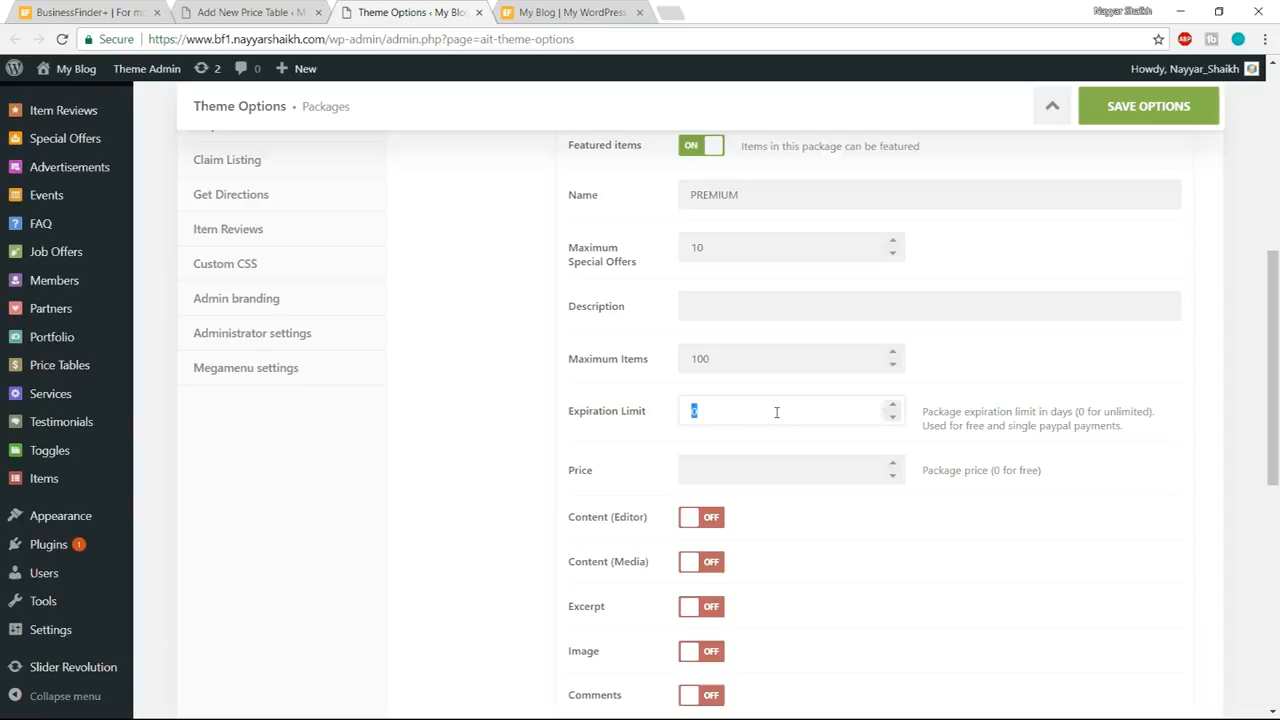 BusinessFinder+ | For mo
Add New Price Table ‹ M
Theme Options ‹ My Blo
My Blog | My WordPress
Nayyar Shaikh
Secure
https://www.bf1.nayyarshaikh.com/wp-admin/admin.php?page=ait-theme-options
My Blog
Theme Admin
2
0
New
Howdy, Nayyar_Shaikh
Theme Options • Packages
SAVE OPTIONS
Item Reviews
Special Offers
Advertisements
Events
FAQ
Job Offers
Members
Partners
Portfolio
Price Tables
Services
Testimonials
Toggles
Items
Appearance
Plugins 1
Users
Tools
Settings
Slider Revolution
Collapse menu
Claim Listing
Get Directions
Item Reviews
Custom CSS
Admin branding
Administrator settings
Megamenu settings
Featured items
ON
Items in this package can be featured
Name
PREMIUM
Maximum
Special Offers
10
Description
Maximum Items
100
Expiration Limit
0
Package expiration limit in days (0 for unlimited).
Used for free and single paypal payments.
Price
Package price (0 for free)
Content (Editor)
OFF
Content (Media)
OFF
Excerpt
OFF
Image
OFF
Comments
OFF